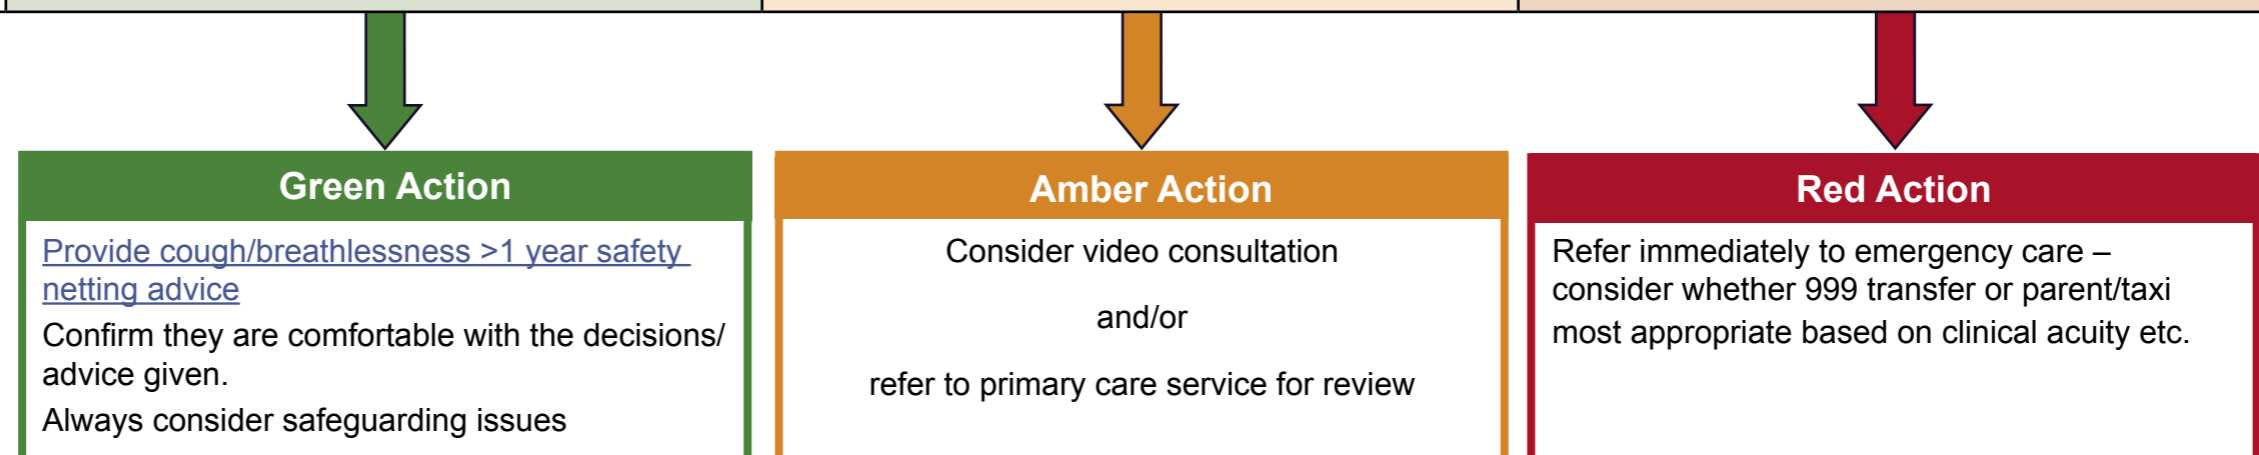 Green Action
Provide cough/breathlessness >1 year safety
netting advice
Confirm they are comfortable with the decisions/
advice given.
Always consider safeguarding issues
Amber Action
Consider video consultation
and/or
refer to primary care service for review
Red Action
Refer immediately to emergency care –
consider whether 999 transfer or parent/taxi
most appropriate based on clinical acuity etc.